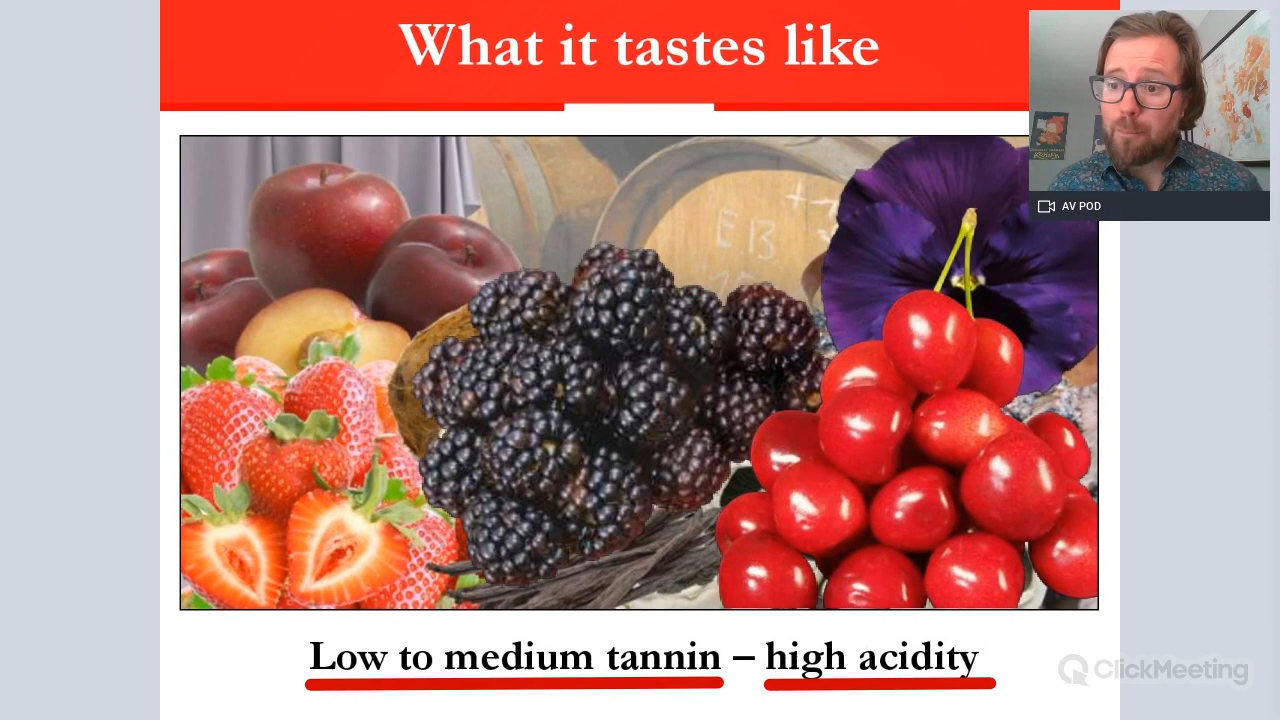 What it tastes like
AV POD
E B
Low to medium tannin – high acidity
ClickMeeting